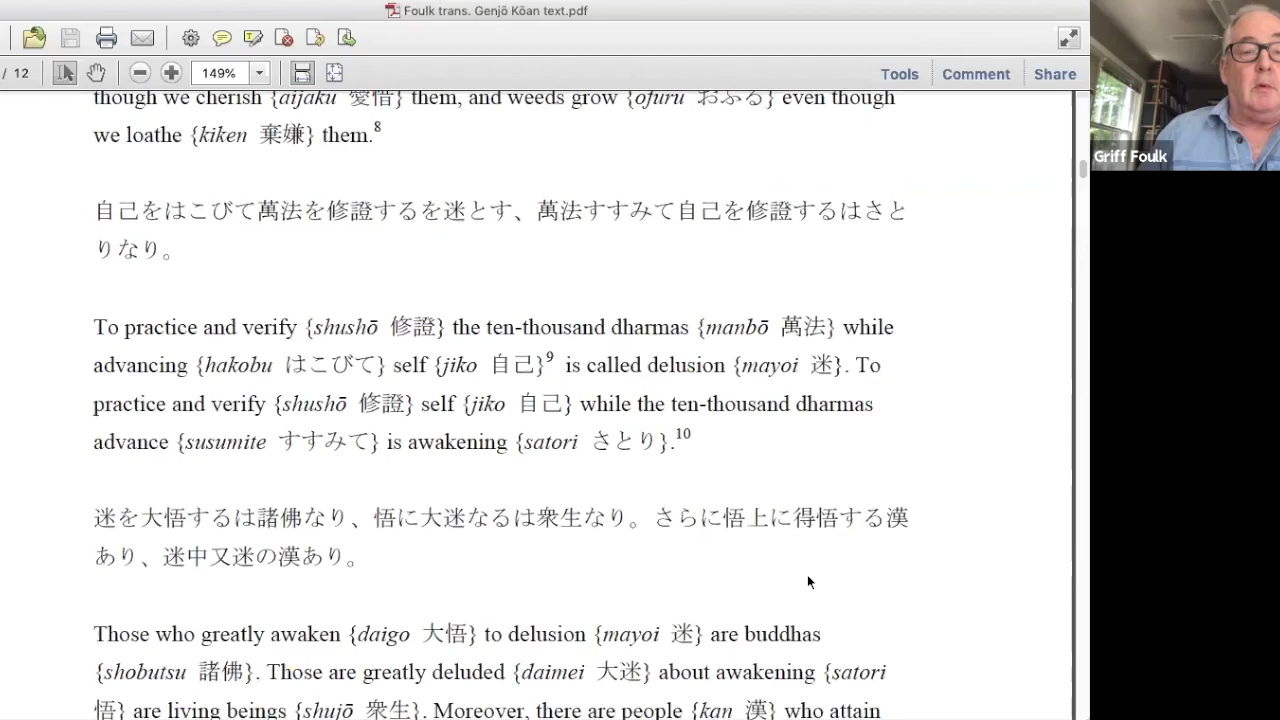 Foulk trans. Genjō Kōan text.pdf
/ 12
149%
Tools
Comment
Share
Griff Foulk
though we cherish {aijaku 愛惜} them, and weeds grow {ofuru おふる} even though
we loathe {kiken 棄嫌} them.8
自己をはこびて萬法を修證するを迷とす、萬法すすみて自己を修證するはさと
りなり。
To practice and verify {shushō 修證} the ten-thousand dharmas {manbō 萬法} while
advancing {hakobu はこびて} self {jiko 自己}9 is called delusion {mayoi 迷}. To
practice and verify {shushō 修證} self {jiko 自己} while the ten-thousand dharmas
advance {susumite すすみて} is awakening {satori さとり}.10
迷を大悟するは諸佛なり、悟に大迷なるは衆生なり。さらに悟上に得悟する漢
あり、迷中又迷の漢あり。
Those who greatly awaken {daigo 大悟} to delusion {mayoi 迷} are buddhas
{shobutsu 諸佛}. Those are greatly deluded {daimei 大迷} about awakening {satori
悟} are living beings {shujō 衆生}. Moreover, there are people {kan 漢} who attain